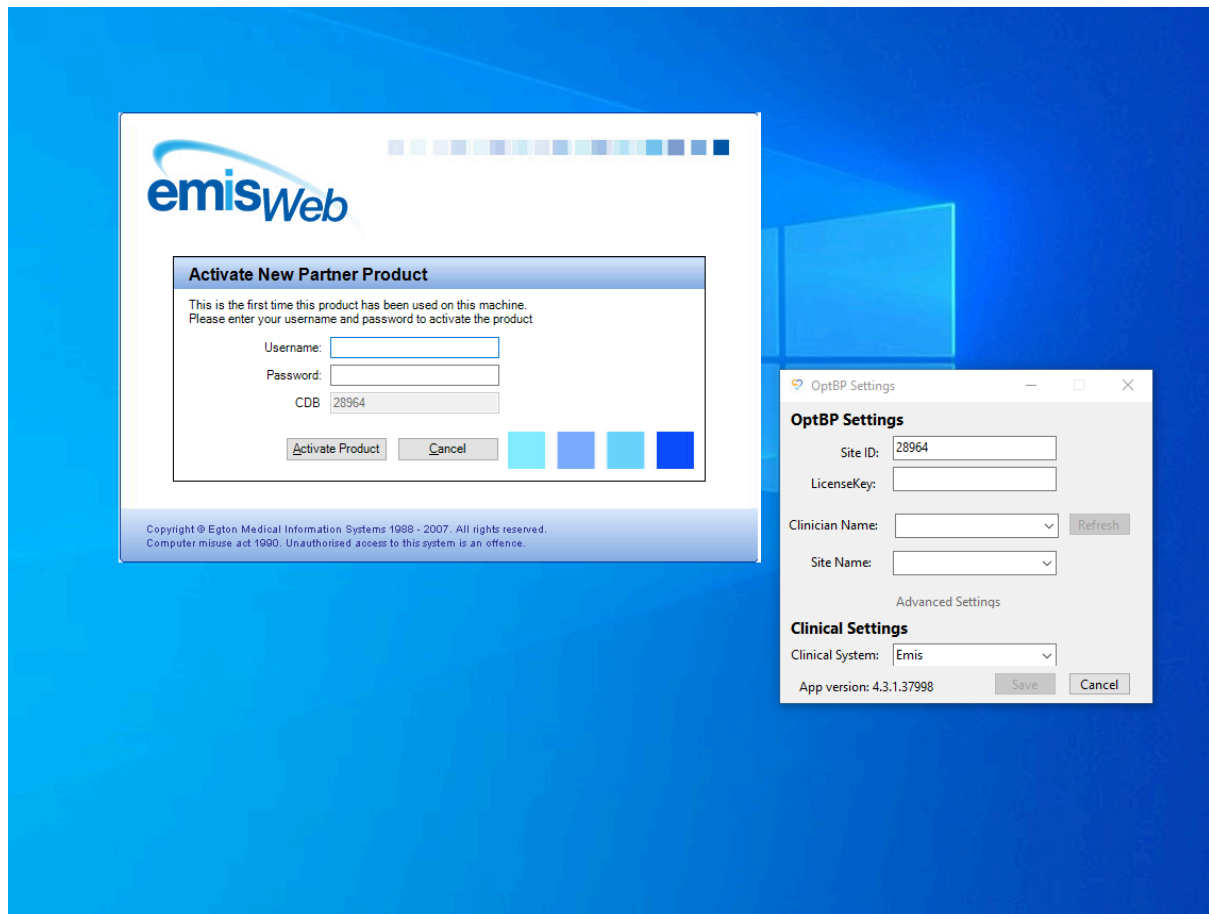 emisWeb
Activate New Partner Product
This is the first time this product has been used on this machine.
Please enter your username and password to activate the product
Username:
Password:
CDB 28964
Activate Product Cancel
Copyright © Egton Medical Information Systems 1988 - 2007. All rights reserved.
Computer misuse act 1990. Unauthorised access to this system is an offence.
OptBP Settings
OptBP Settings
Site ID: 28964
LicenseKey:
Clinician Name: Refresh
Site Name:
Advanced Settings
Clinical Settings
Clinical System: Emis
App version: 4.3.1.37998 Save Cancel